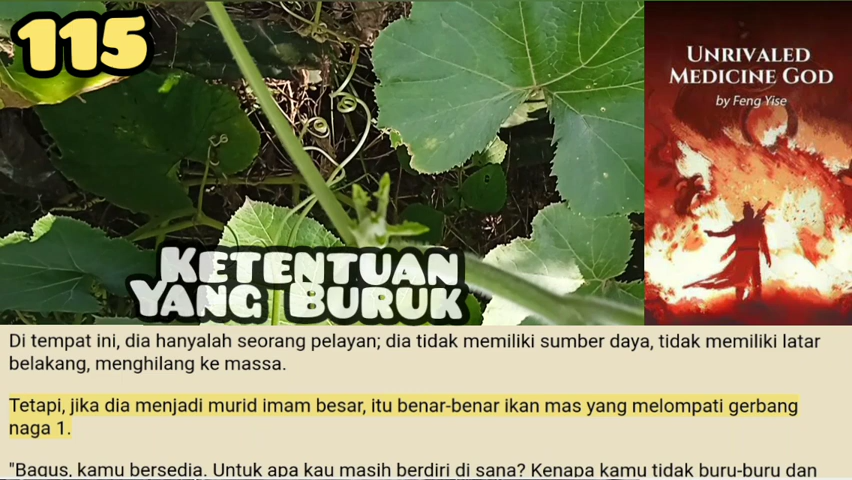 115
UNRIVALED
MEDICINE GOD
by Feng Yise
KETENTUAN
YANG BURUK
Di tempat ini, dia hanyalah seorang pelayan; dia tidak memiliki sumber daya, tidak memiliki latar
belakang, menghilang ke massa.
Tetapi, jika dia menjadi murid imam besar, itu benar-benar ikan mas yang melompati gerbang
naga 1.
"Bagus, kamu bersedia. Untuk apa kau masih berdiri di sana? Kenapa kamu tidak buru-buru dan